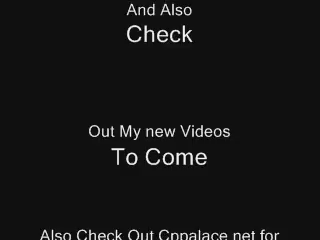 And Also
Check
Out My new Videos
To Come
Also Check Out Cppalace.net for